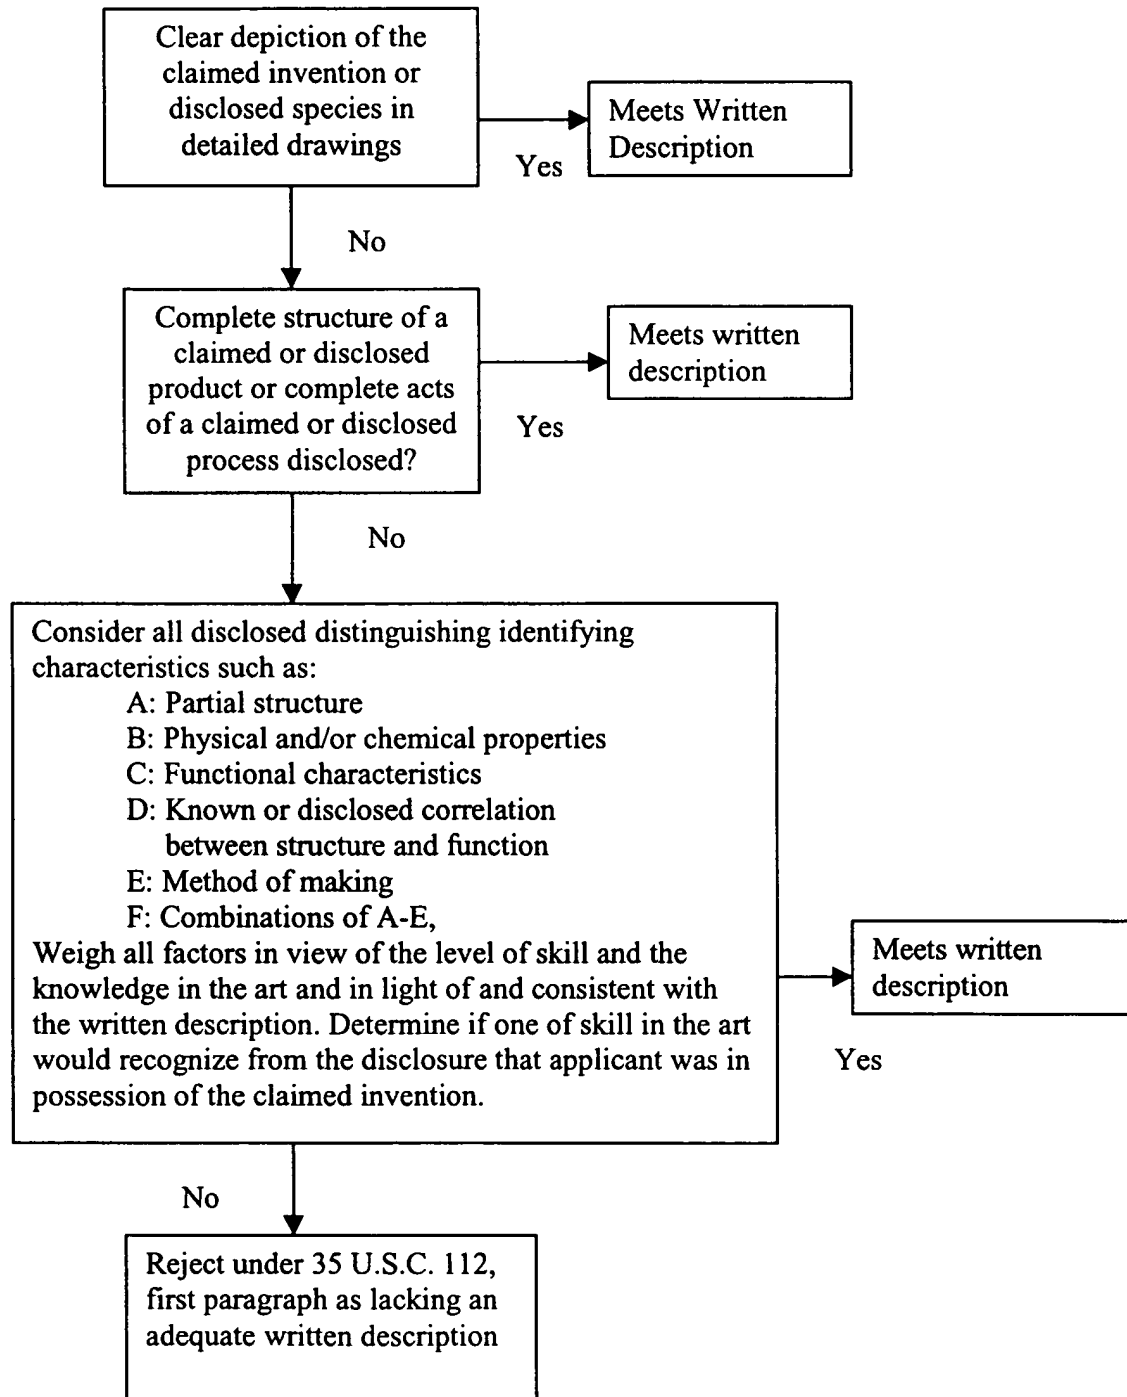 Clear depiction of the
claimed invention or
disclosed species in
detailed drawings
Meets Written
Description
Yes
No
Complete structure of a
claimed or disclosed
product or complete acts
of a claimed or disclosed
process disclosed?
Meets written
description
Yes
No
Consider all disclosed distinguishing identifying
characteristics such as:
A: Partial structure
B: Physical and/or chemical properties
C: Functional characteristics
D: Known or disclosed correlation
between structure and function
E: Method of making
F: Combinations of A-E,
Weigh all factors in view of the level of skill and the
knowledge in the art and in light of and consistent with
the written description. Determine if one of skill in the art
would recognize from the disclosure that applicant was in
possession of the claimed invention.
Meets written
description
Yes
No
Reject under 35 U.S.C. 112,
first paragraph as lacking an
adequate written description